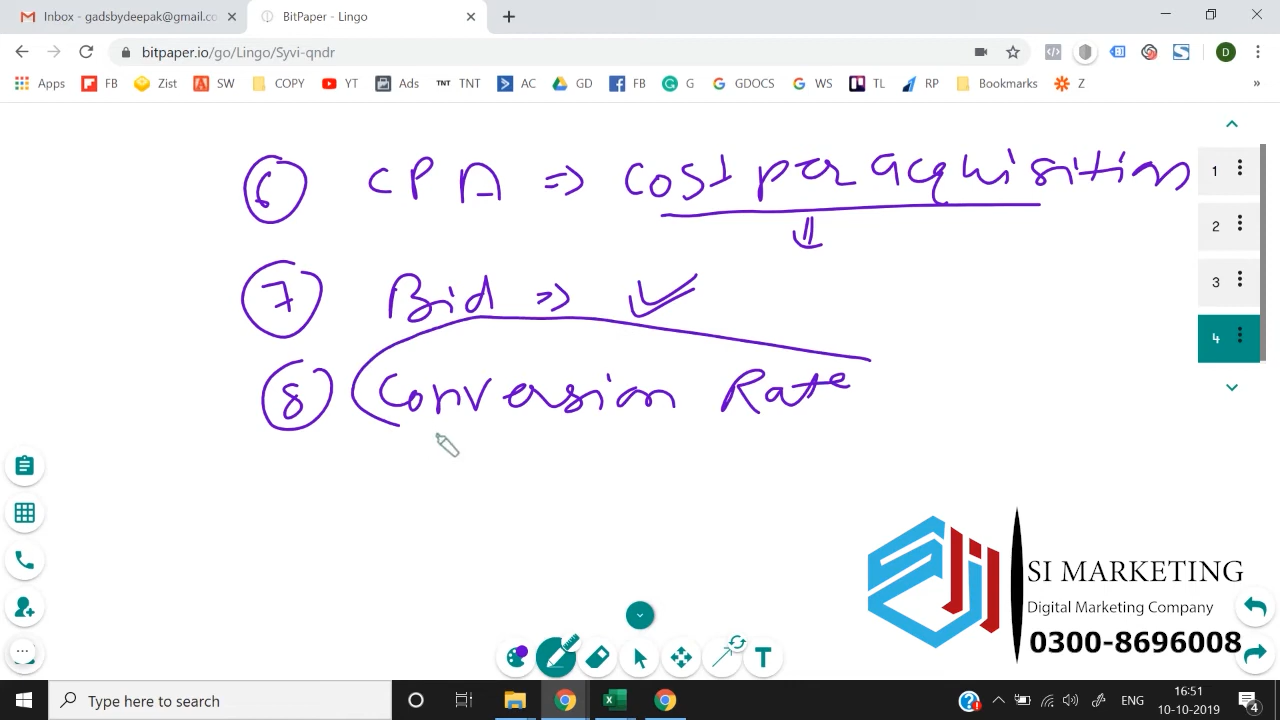 Inbox - gadsbydeepak@gmail.co
BitPaper - Lingo
bitpaper.io/go/Lingo/Syvi-qndr
Apps FB Zist SW COPY YT Ads TNT TNT AC GD FB G GDOCS WS TL RP Bookmarks Z »
6 CPA => Cost per acquisition
7 Bid =>
8 Conversion Rate
1
2
3
4
SI MARKETING
Digital Marketing Company
0300-8696008
T
Type here to search
ENG
16:51
10-10-2019
4
D